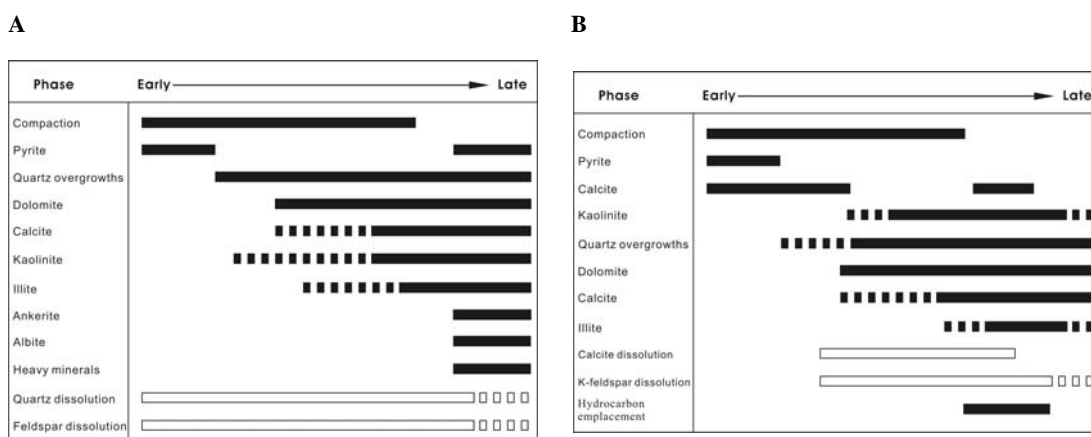 A
Phase Early Late
Compaction
Pyrite
Quartz overgrowths
Dolomite
Calcite
Kaolinite
Illite
Ankerite
Albite
Heavy minerals
Quartz dissolution
Feldspar dissolution
B
Phase Early Late
Compaction
Pyrite
Calcite
Kaolinite
Quartz overgrowths
Dolomite
Calcite
Illite
Calcite dissolution
K-feldspar dissolution
Hydrocarbon
emplacement